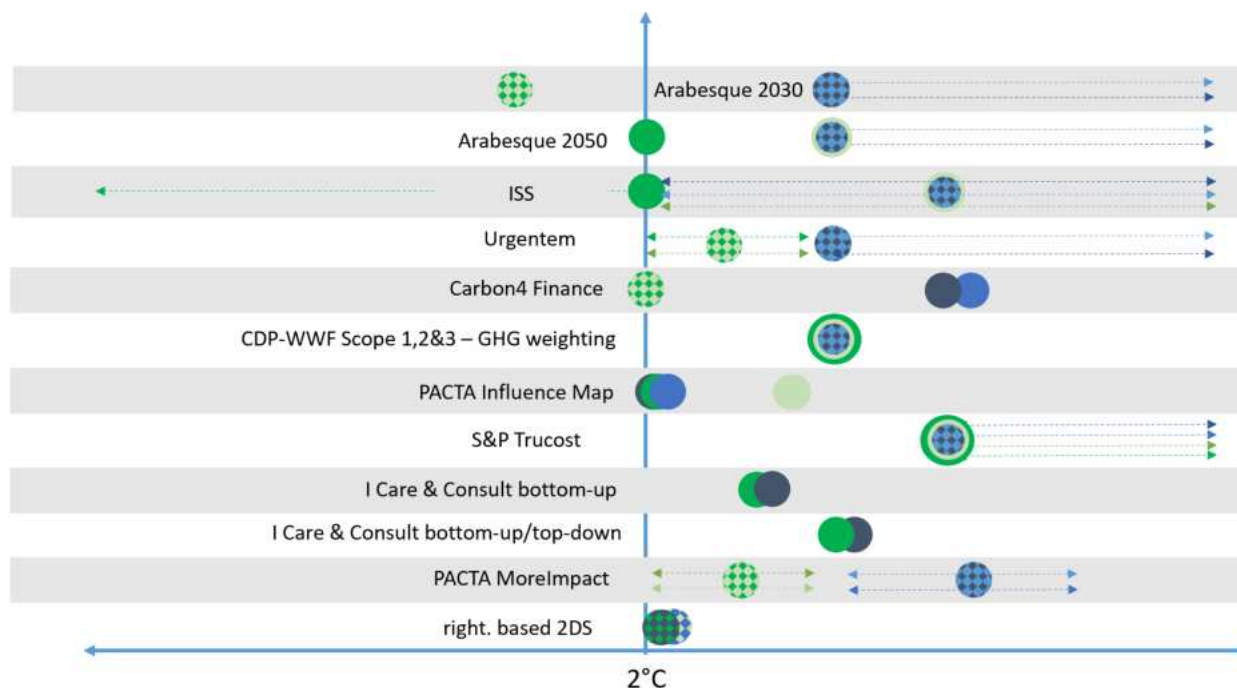 Arabesque 2030
Arabesque 2050
ISS
Urgentem
Carbon4 Finance
CDP-WWF Scope 1,2&3 – GHG weighting
PACTA Influence Map
S&P Trucost
I Care & Consult bottom-up
I Care & Consult bottom-up/top-down
PACTA MoreImpact
right. based 2DS
2°C